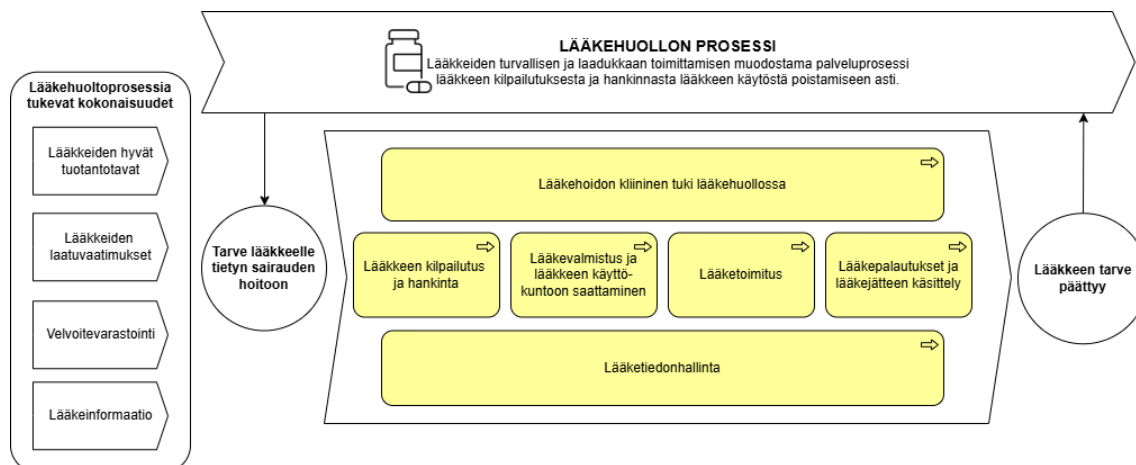 LÄÄKEHUOLLON PROSESSI
Lääkkeiden turvallisen ja laadukkaan toimittamisen muodostama palveluprosessi
lääkkeen kilpailutuksesta ja hankinnasta lääkkeen käytöstä poistamiseen asti.
Lääkehuoltoprosessia
tukevat kokonaisuudet
Lääkkeiden hyvät
tuotantotavat
Lääkkeiden
laatuvaatimukset
Velvoitevarastointi
Lääkeinformaatio
Tarve lääkkeelle
tietyn sairauden
hoitoon
Lääkehoidon kliininen tuki lääkehuollossa
Lääkkeen kilpailutus
ja hankinta
Lääkevalmistus ja
lääkkeen käyttö-
kuntoon saattaminen
Lääketoimitus
Lääkepalautukset ja
lääkejätteen käsittely
Lääketiedonhallinta
Lääkkeen tarve
päättyy